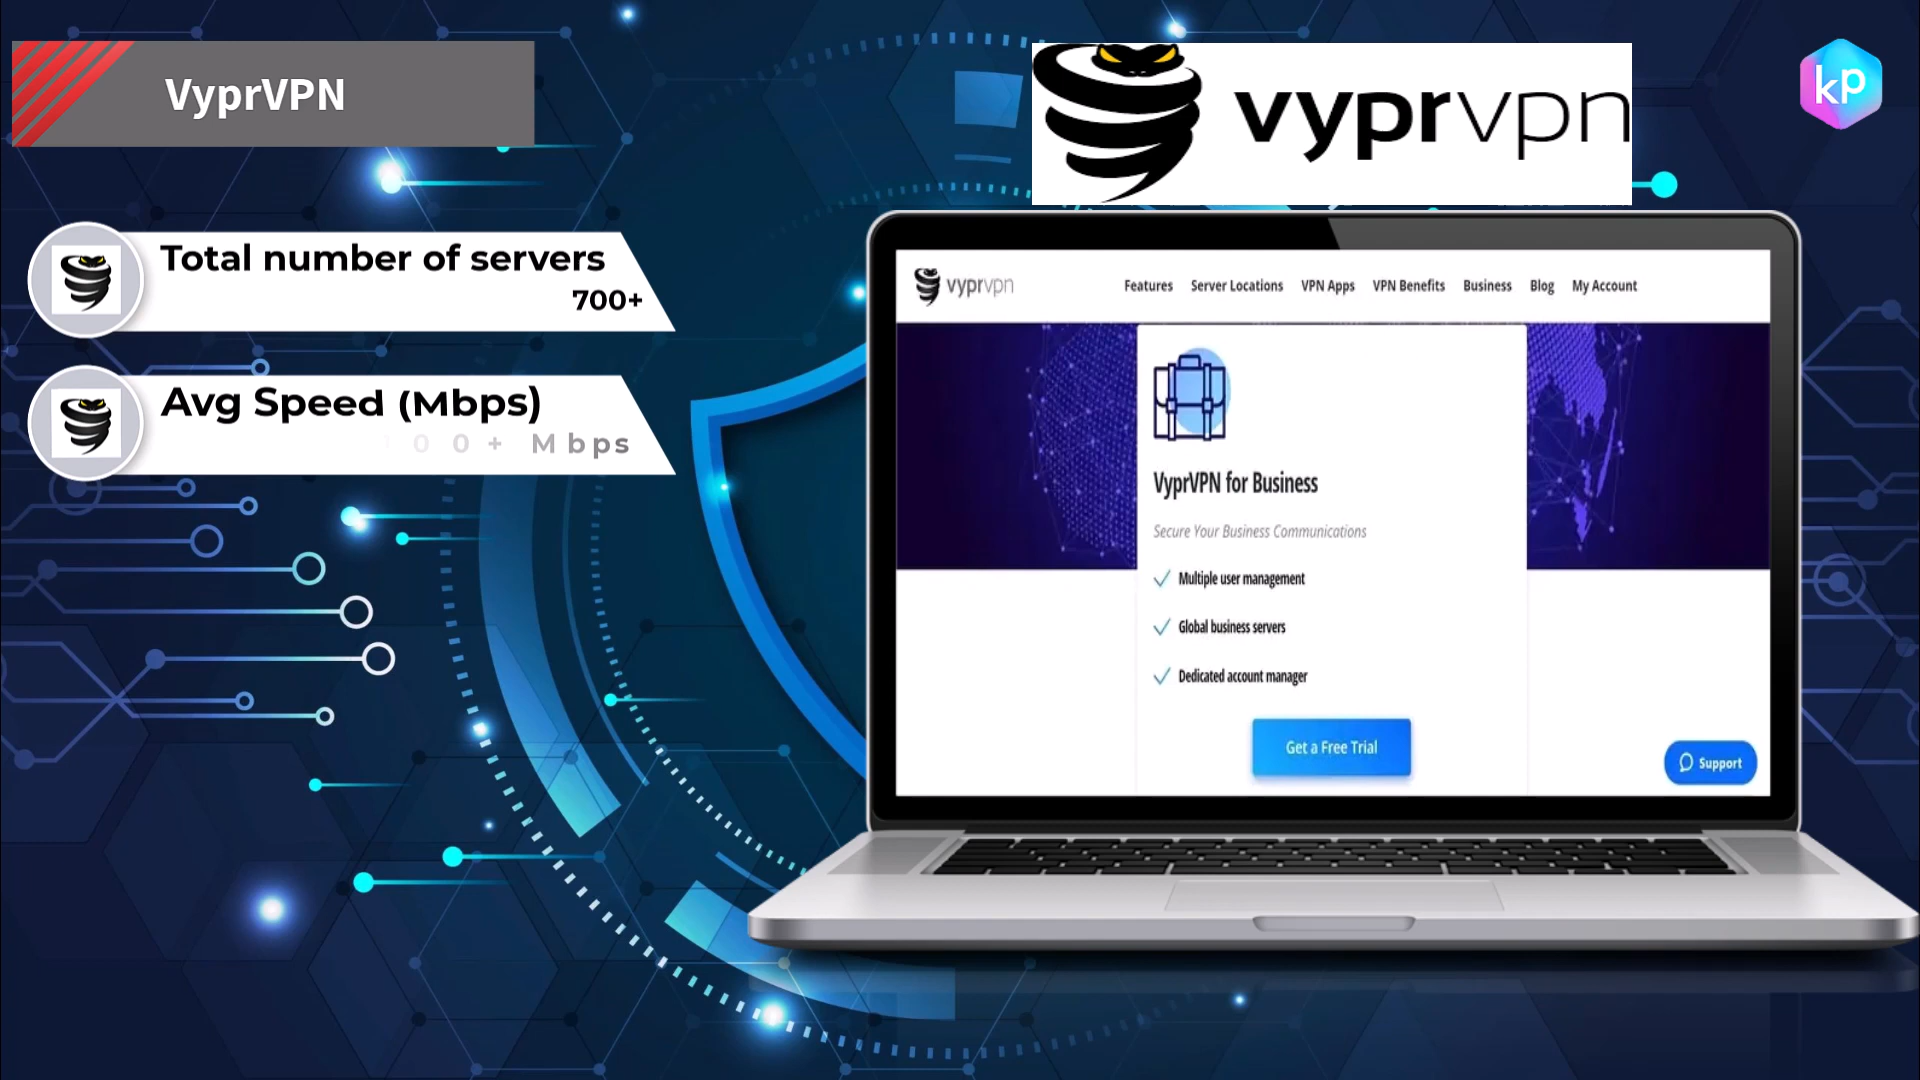 VyprVPN
vyprvpn
kp
Total number of servers
700+
Avg Speed (Mbps)
100+ Mbps
vyprvpn
Features Server Locations VPN Apps VPN Benefits Business Blog My Account
VyprVPN for Business
Secure Your Business Communications
Multiple user management
Global business servers
Dedicated account manager
Get a Free Trial
Support